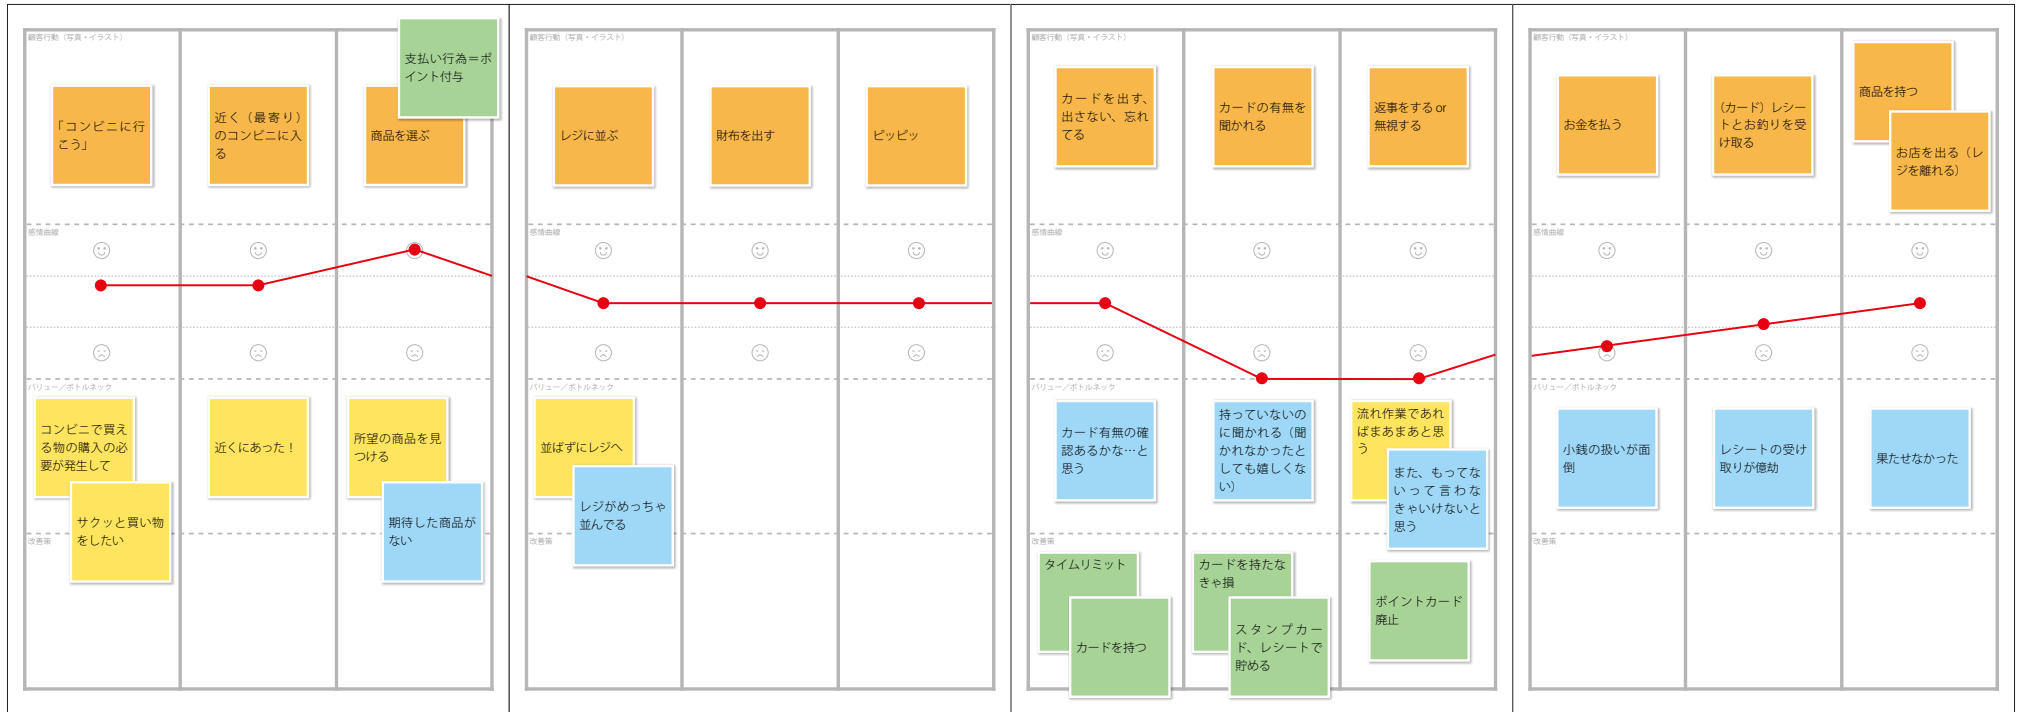 顧客行動（写真・イラスト）
支払い行為＝ポ
イント付与
「コンビニに行
こう」
近く（最寄り）
のコンビニに入
る
商品を選ぶ
感情曲線
バリュー／ボトルネック
コンビニで買え
る物の購入の必
要が発生して
サクッと買い物
をしたい
近くにあった！
所望の商品を見
つける
期待した商品が
ない
改善策
顧客行動（写真・イラスト）
レジに並ぶ
財布を出す
ピッピッ
感情曲線
バリュー／ボトルネック
並ばずにレジへ
レジがめっちゃ
並んでる
改善策
顧客行動（写真・イラスト）
カードを出す、
出さない、忘れ
てる
カードの有無を
聞かれる
返事をする or
無視する
感情曲線
バリュー／ボトルネック
カード有無の確
認あるかな…と
思う
持っていないの
に聞かれる（聞
かれなかったと
しても嬉しくな
い）
流れ作業であれ
ばまあまあと思
う
また、もってな
いって言わな
きゃいけないと
思う
改善策
タイムリミット
カードを持つ
カードを持たな
きゃ損
スタンプカー
ド、レシートで
貯める
ポイントカード
廃止
顧客行動（写真・イラスト）
お金を払う
（カード）レシー
トとお釣りを受
け取る
商品を持つ
お店を出る（レ
ジを離れる）
感情曲線
バリュー／ボトルネック
小銭の扱いが面
倒
レシートの受け
取りが億劫
果たせなかった
改善策